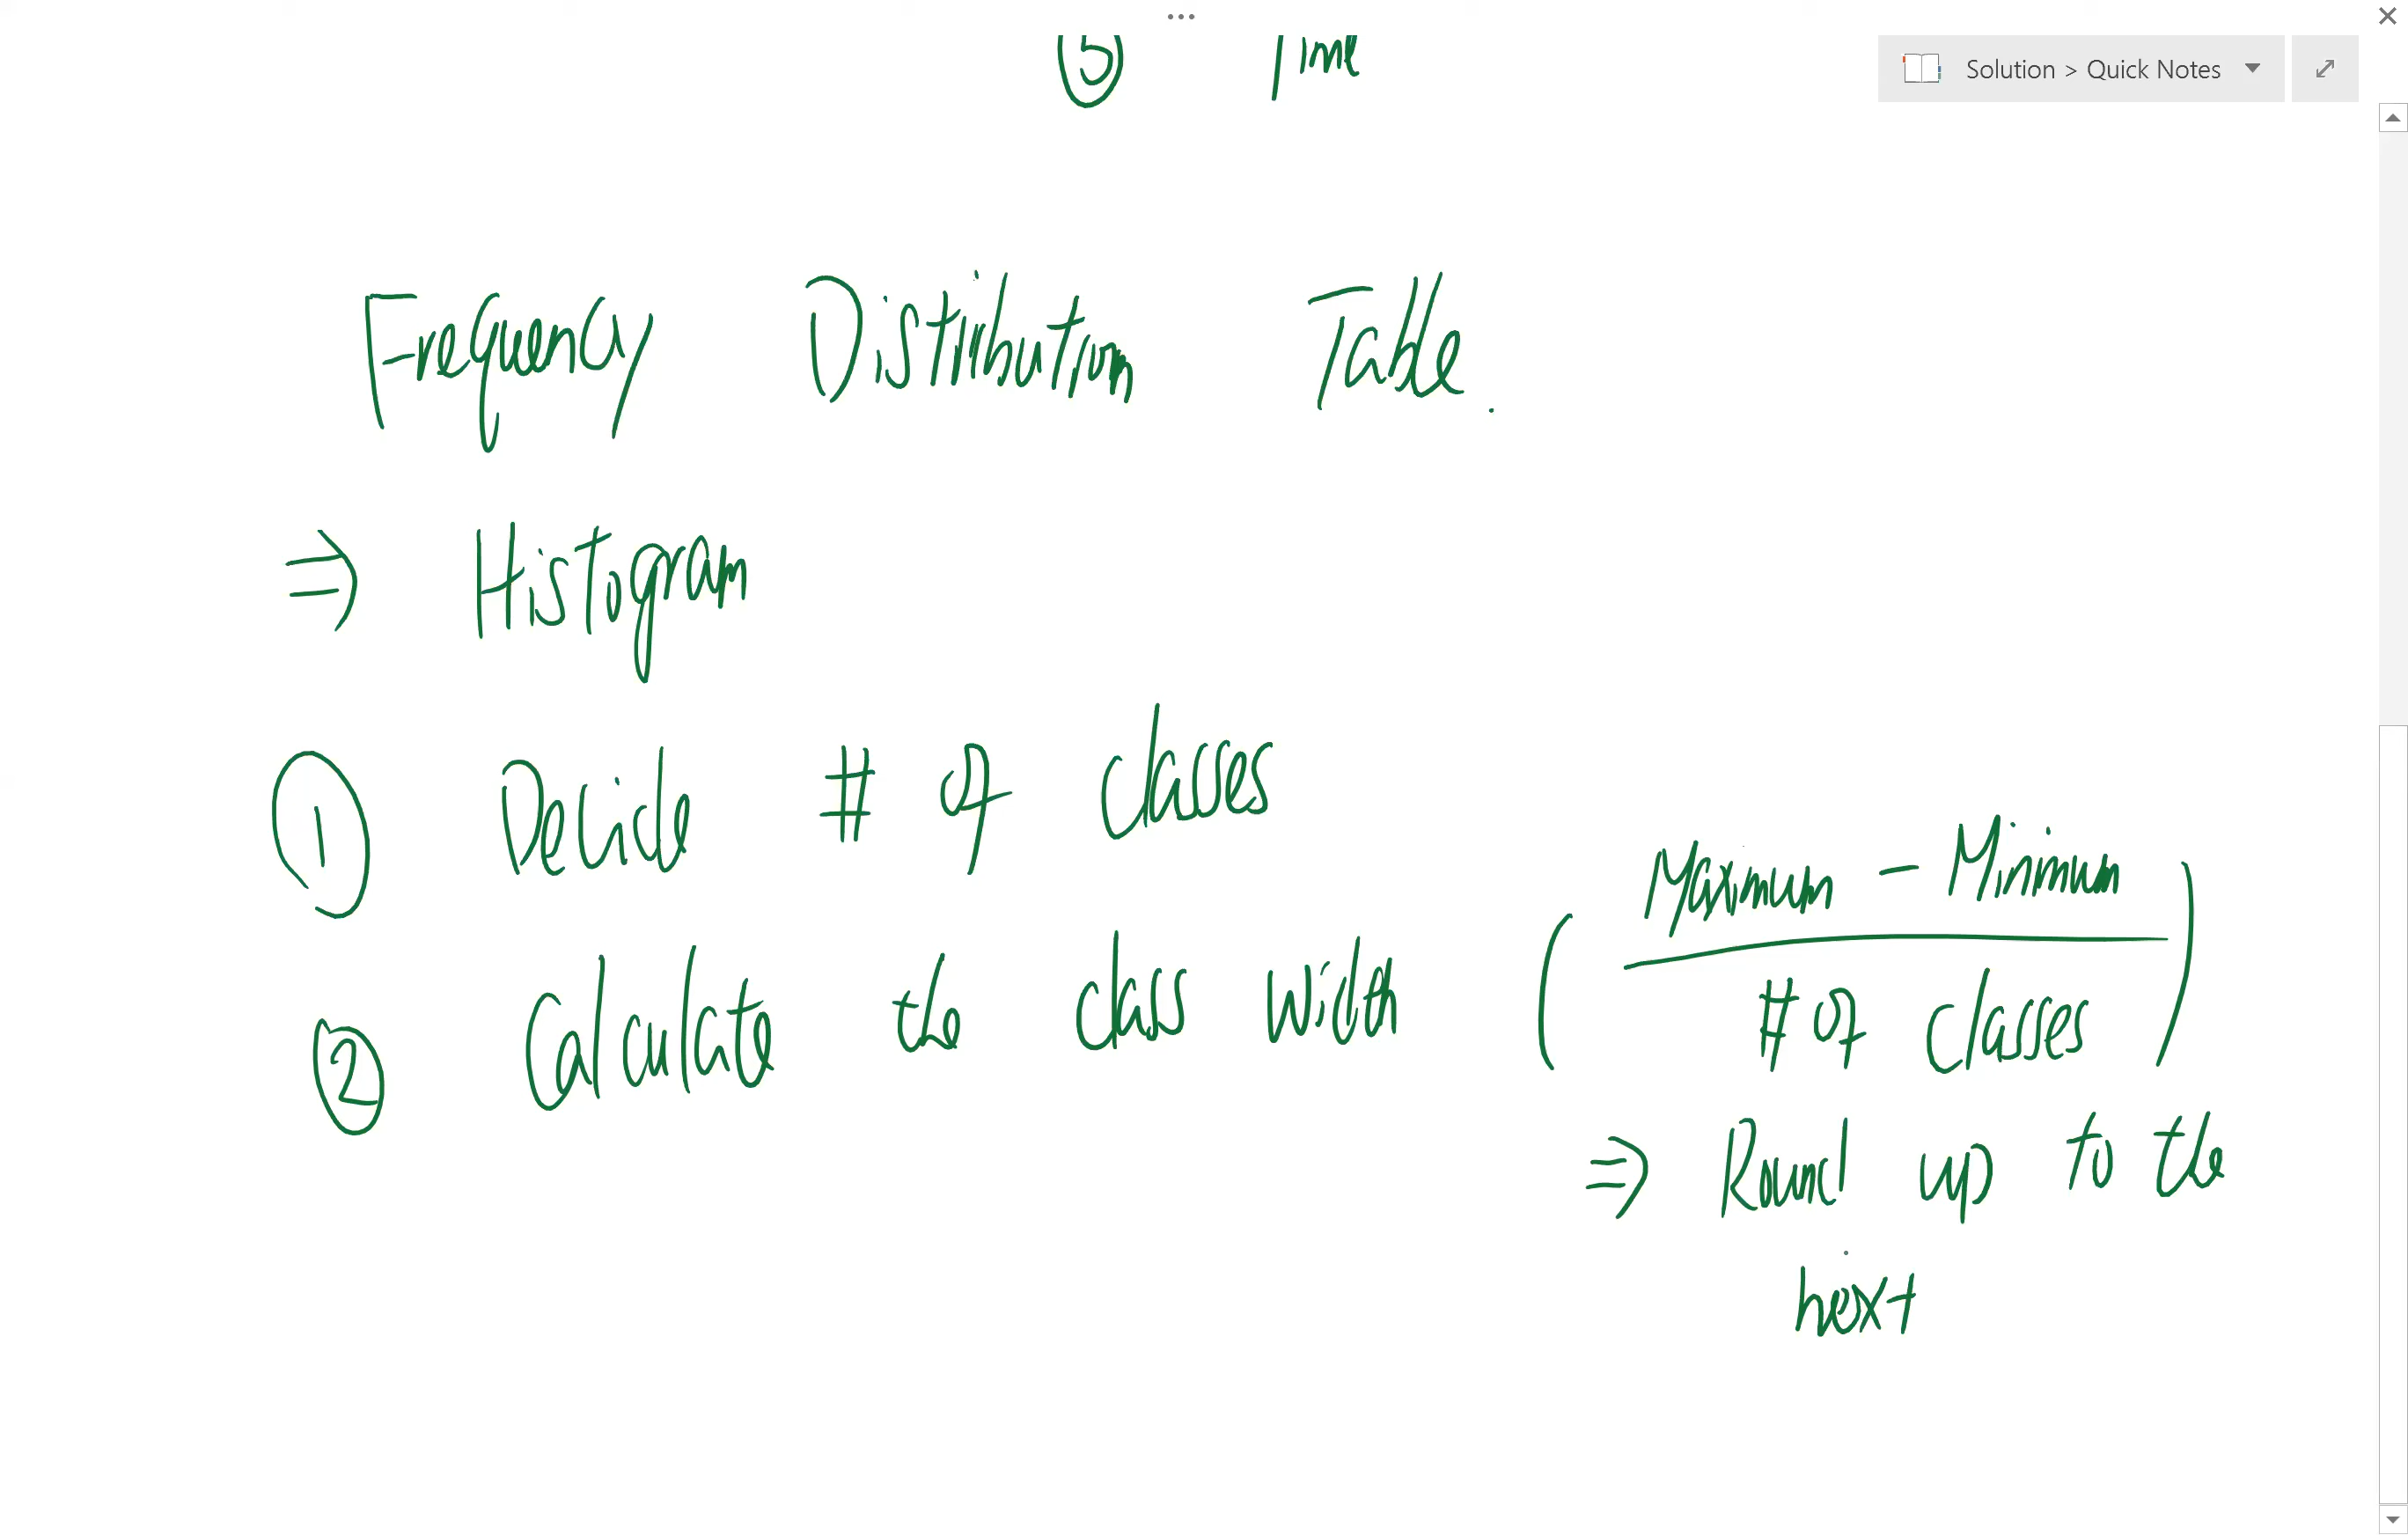 Solution > Quick Notes
⑤ Time
Frequency Distribution Table.
⇒ Histogram
① Decide # of classes
② Calculate the class width ( Maximum - Minimum / # of classes )
⇒ Round up to the
next